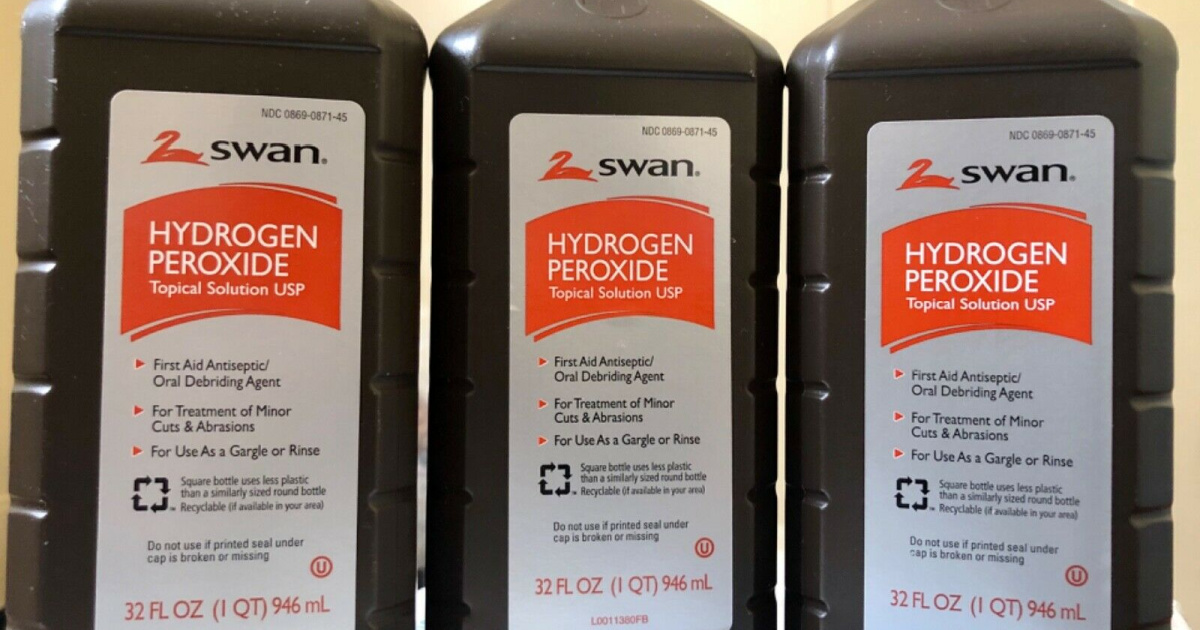 NDC 0869-0871-45
swan.
HYDROGEN
PEROXIDE
Topical Solution USP
First Aid Antiseptic/
Oral Debriding Agent
For Treatment of Minor
Cuts & Abrasions
For Use As a Gargle or Rinse
Square bottle uses less plastic
than a similarly sized round bottle
Recyclable (if available in your area)
Do not use if printed seal under
cap is broken or missing
U
32 FL OZ (1 QT) 946 mL
NDC 0869-0871-45
swan.
HYDROGEN
PEROXIDE
Topical Solution USP
First Aid Antiseptic/
Oral Debriding Agent
For Treatment of Minor
Cuts & Abrasions
For Use As a Gargle or Rinse
Square bottle uses less plastic
than a similarly sized round bottle
Recyclable (if available in your area)
Do not use if printed seal under
cap is broken or missing
U
32 FL OZ (1 QT) 946 mL
L0011380FB
NDC 0869-0871-45
swan.
HYDROGEN
PEROXIDE
Topical Solution USP
First Aid Antiseptic/
Oral Debriding Agent
For Treatment of Minor
Cuts & Abrasions
For Use As a Gargle or Rinse
Square bottle uses less plastic
than a similarly sized round bottle
Recyclable (if available in your area)
Do not use if printed seal under
cap is broken or missing
U
32 FL OZ (1 QT) 946 mL